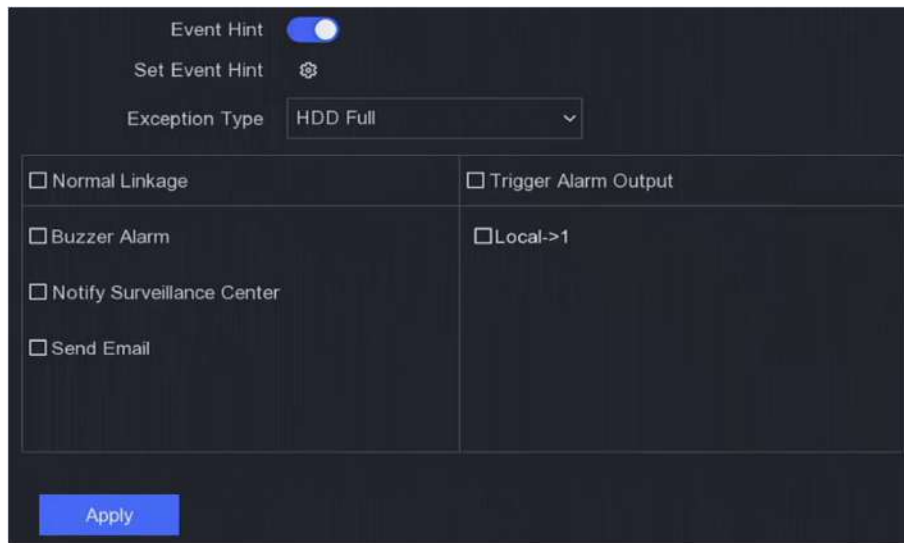 Event Hint
Set Event Hint
Exception Type HDD Full
Normal Linkage Trigger Alarm Output
Buzzer Alarm Local->1
Notify Surveillance Center
Send Email
Apply